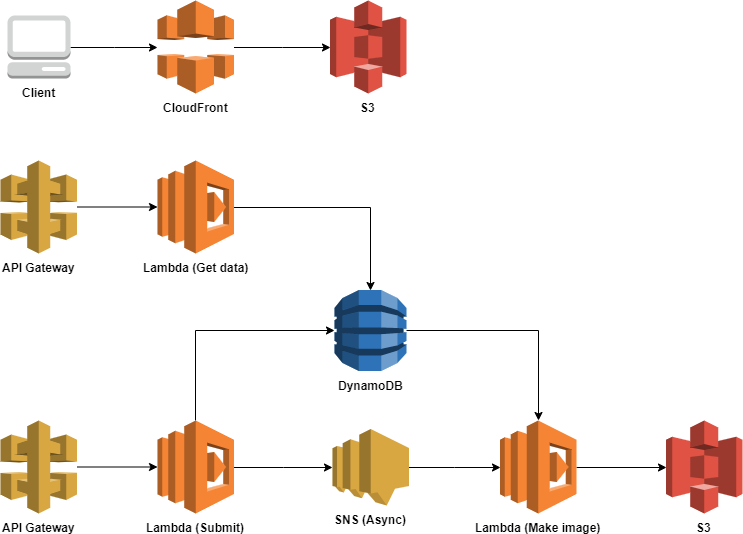 Client
CloudFront
S3
API Gateway
Lambda (Get data)
DynamoDB
API Gateway
Lambda (Submit)
SNS (Async)
Lambda (Make image)
S3